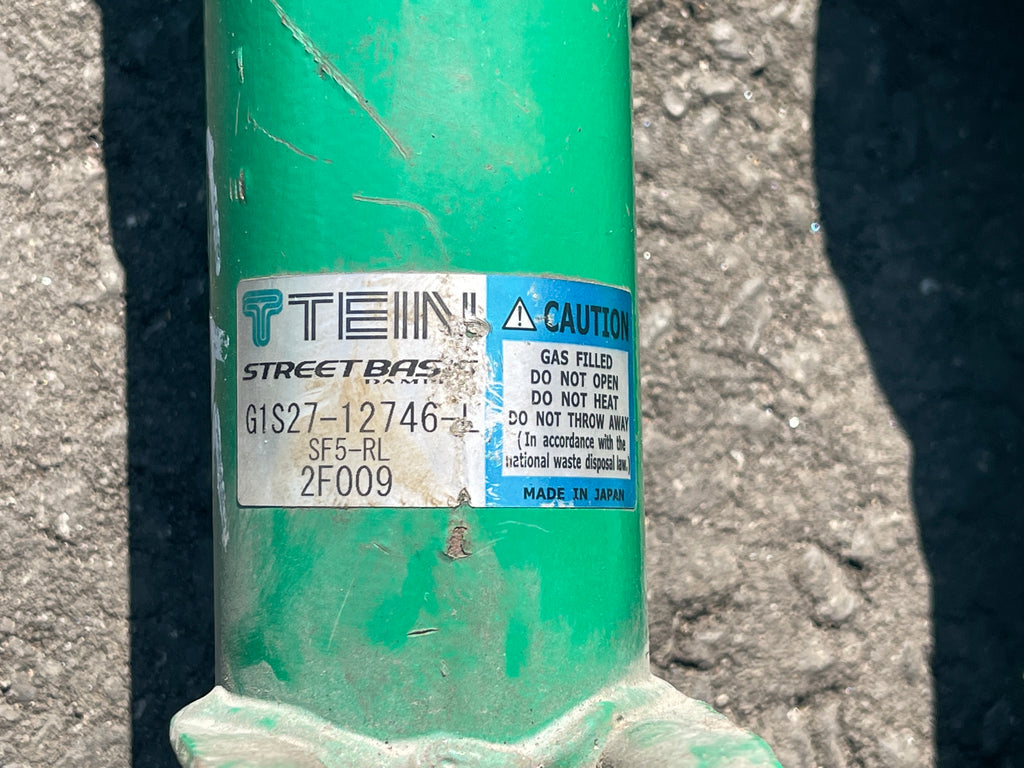 TEIN
STREET BASIS
DAMPER
G1S27-12746-L
SF5-RL
2F009
CAUTION
GAS FILLED
DO NOT OPEN
DO NOT HEAT
DO NOT THROW AWAY
(In accordance with the
national waste disposal law.)
MADE IN JAPAN